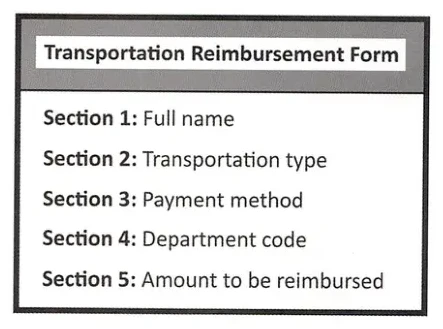 Transportation Reimbursement Form
Section 1: Full name
Section 2: Transportation type
Section 3: Payment method
Section 4: Department code
Section 5: Amount to be reimbursed